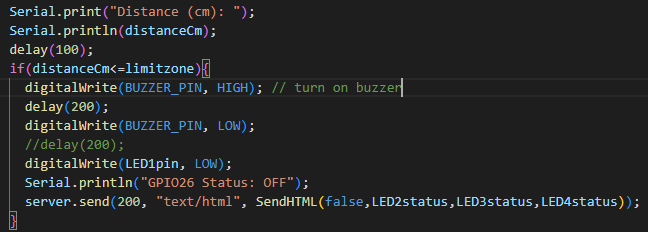 Serial.print("Distance (cm): ");
Serial.println(distanceCm);
delay(100);
if(distanceCm<=limitzone){
digitalWrite(BUZZER_PIN, HIGH); // turn on buzzer
delay(200);
digitalWrite(BUZZER_PIN, LOW);
//delay(200);
digitalWrite(LED1pin, LOW);
Serial.println("GPIO26 Status: OFF");
server.send(200, "text/html", SendHTML(false,LED2status,LED3status,LED4status));
}